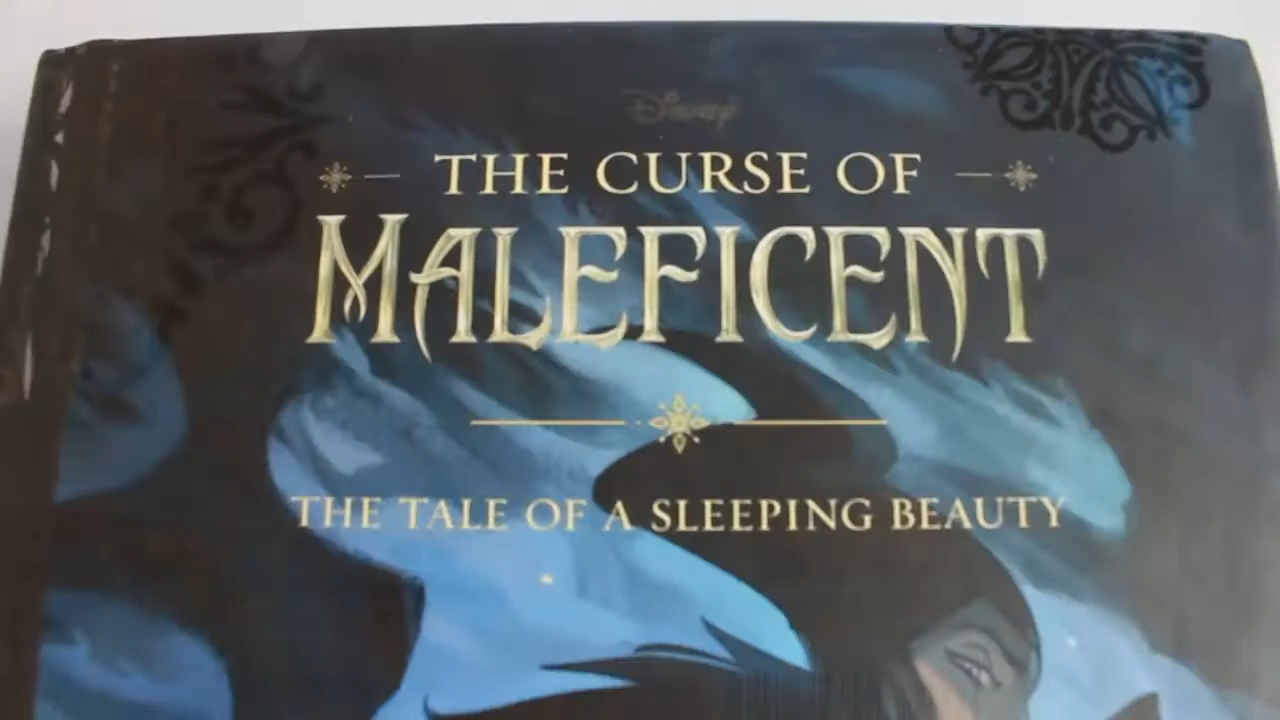 Disney
THE CURSE OF
MALEFICENT
THE TALE OF A SLEEPING BEAUTY